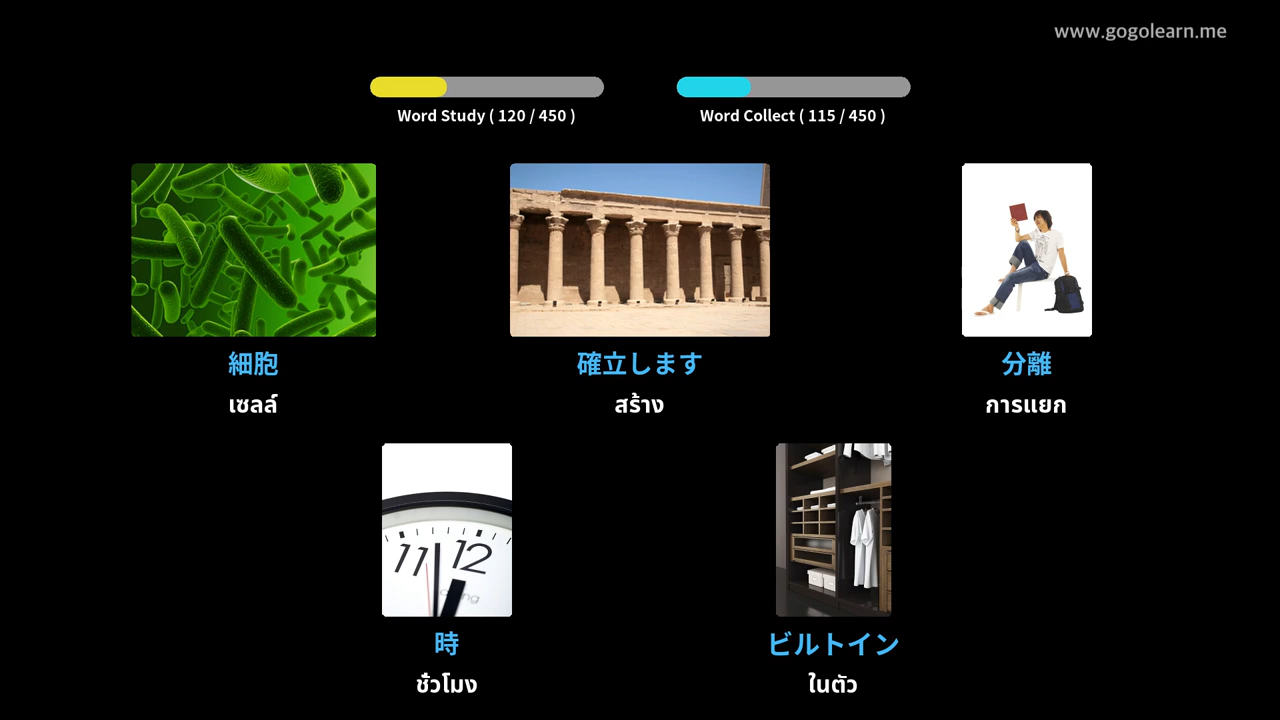 www.gogolearn.me
Word Study ( 120 / 450 )
Word Collect ( 115 / 450 )
細胞
เซลล์
確立します
สร้าง
分離
การแยก
11 12
時
ชั่วโมง
ビルトイン
ในตัว